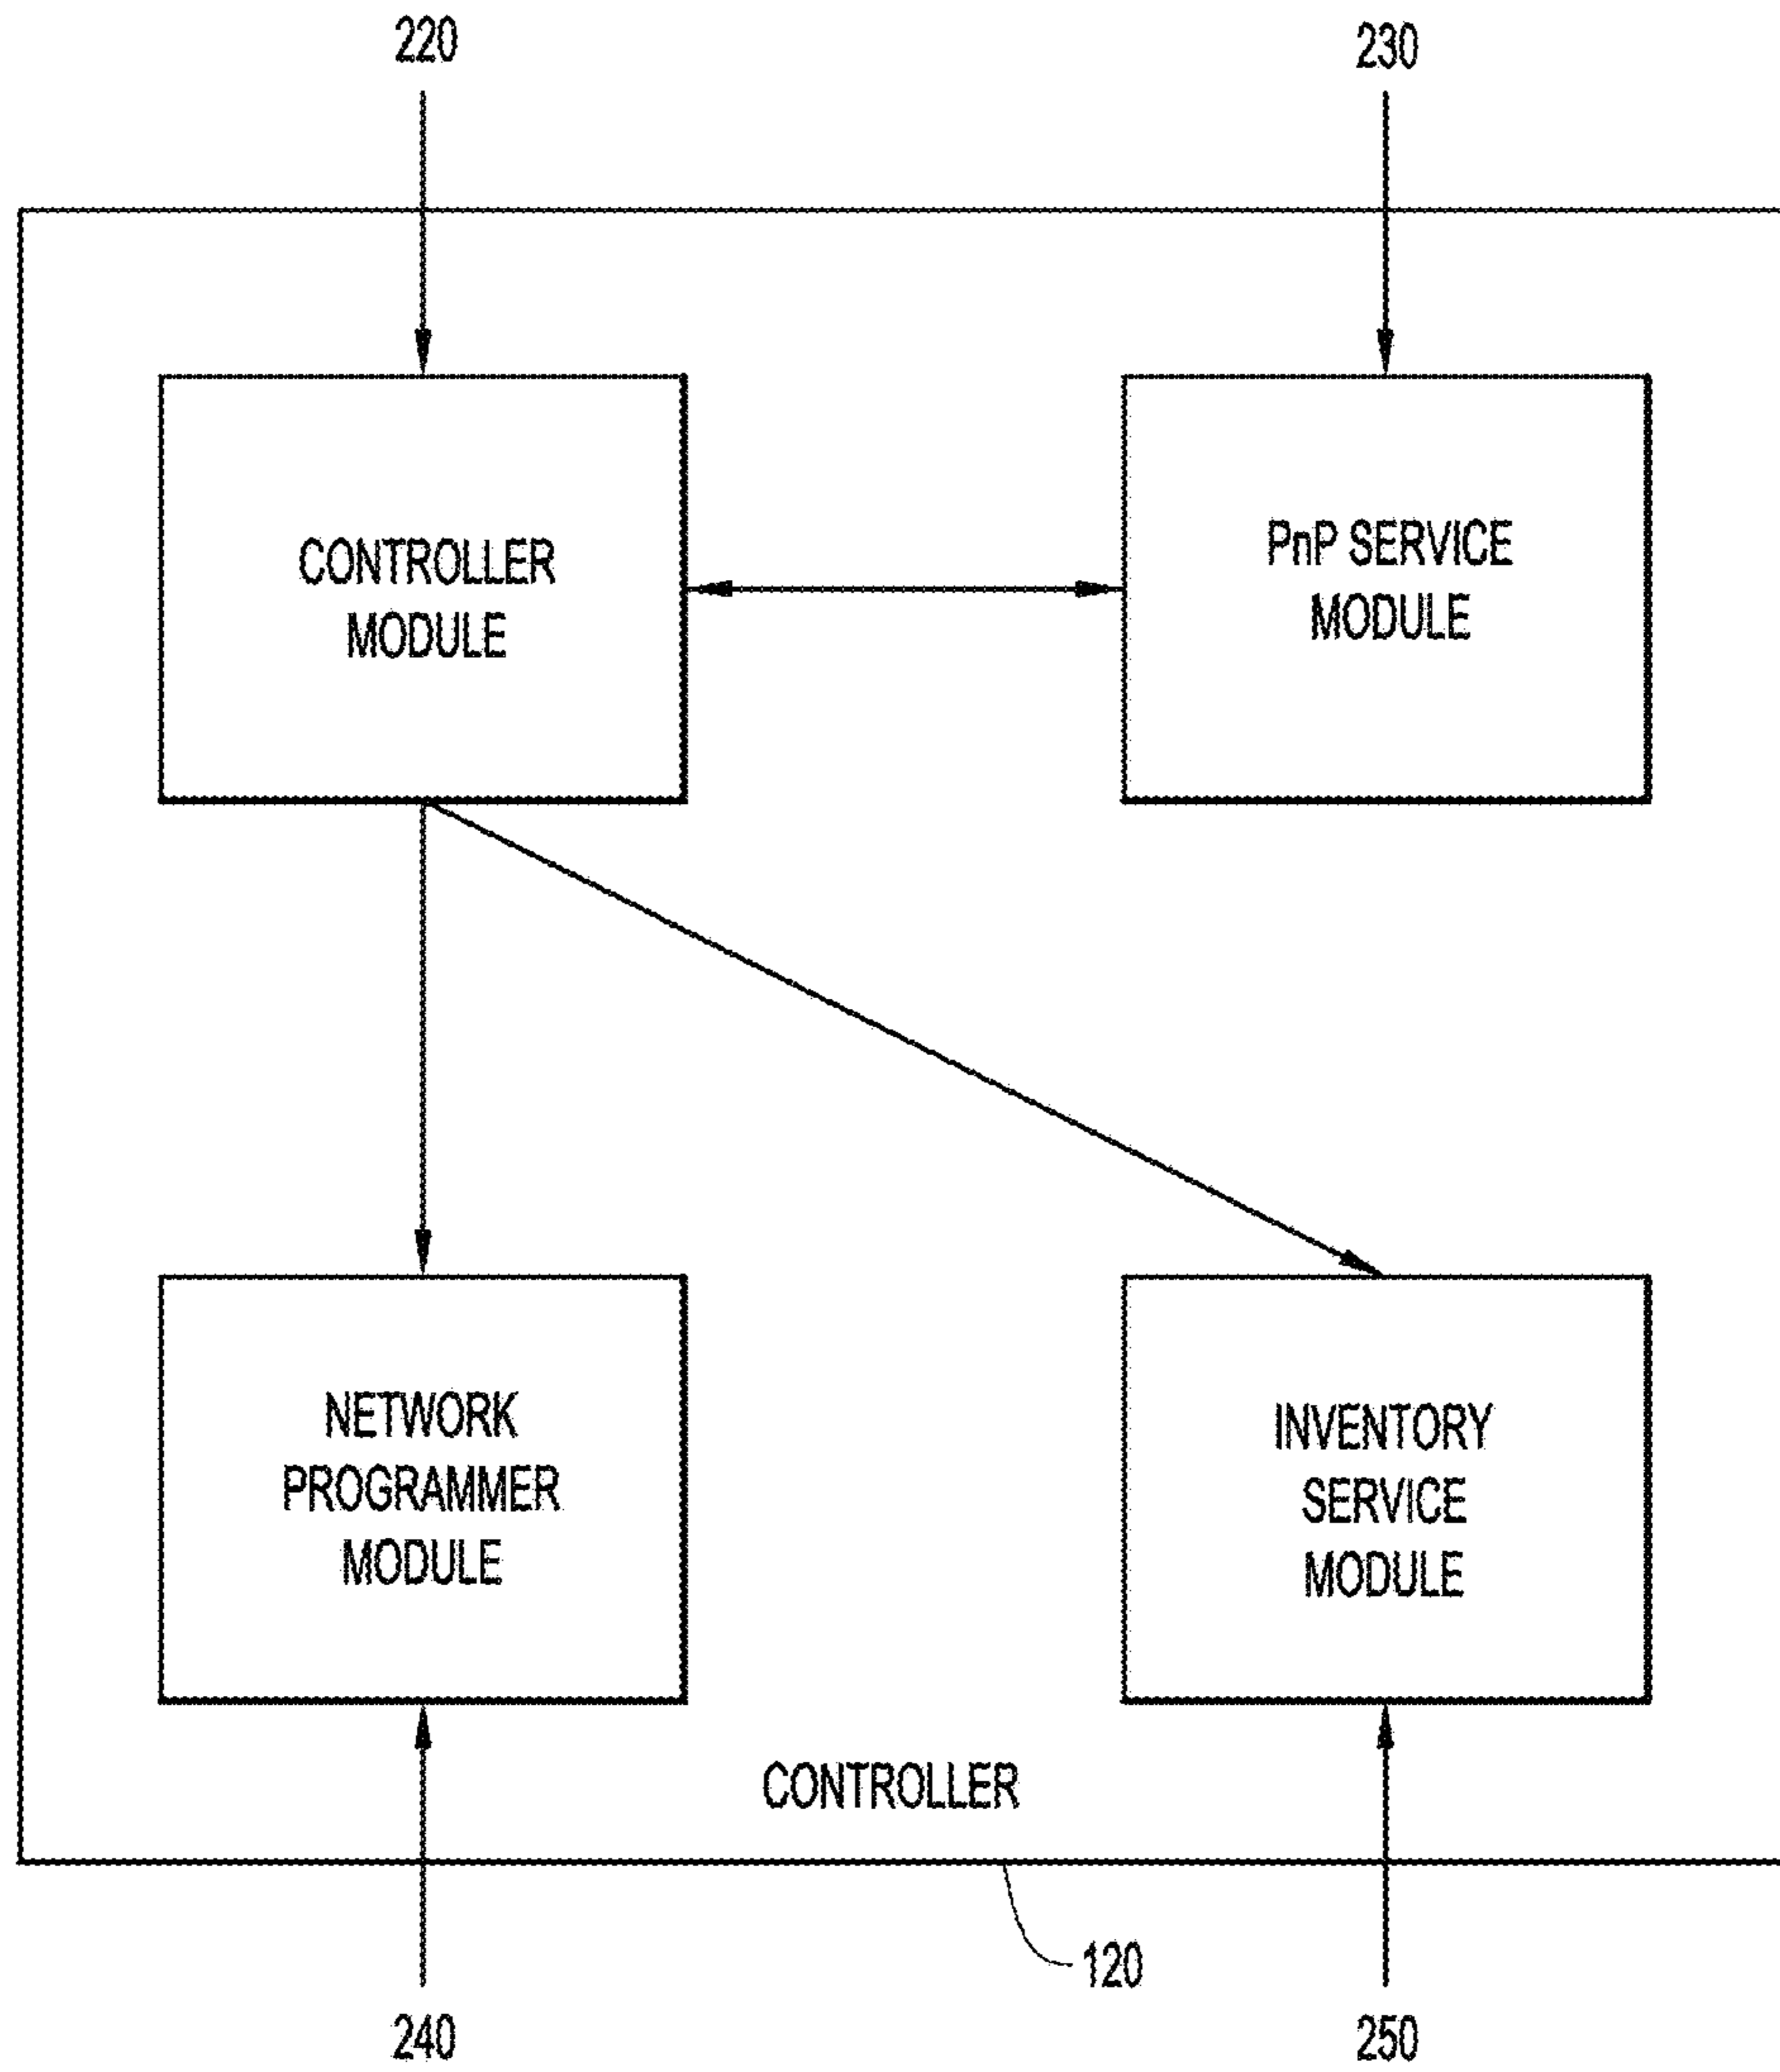 220
230
CONTROLLER
MODULE
PnP SERVICE
MODULE
NETWORK
PROGRAMMER
MODULE
INVENTORY
SERVICE
MODULE
CONTROLLER
120
240
250